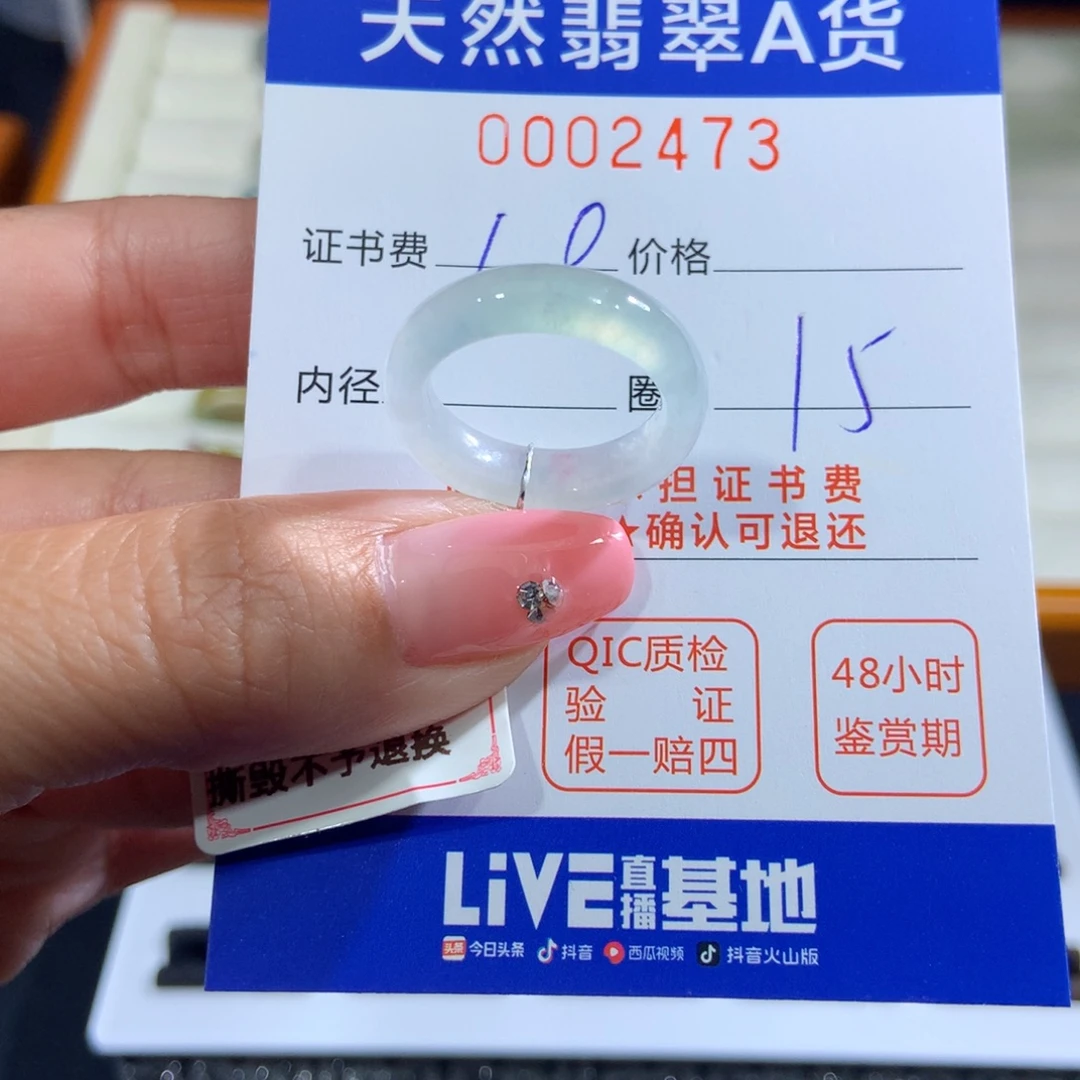 天然翡翠A货
0002473
证书费 10 价格
内径 圈 15
担证书费
★确认可退还
QIC质检
验 证
假一赔四
48小时
鉴赏期
撕毁不予退换
LiVE直播基地
今日头条 抖音 西瓜视频 抖音火山版